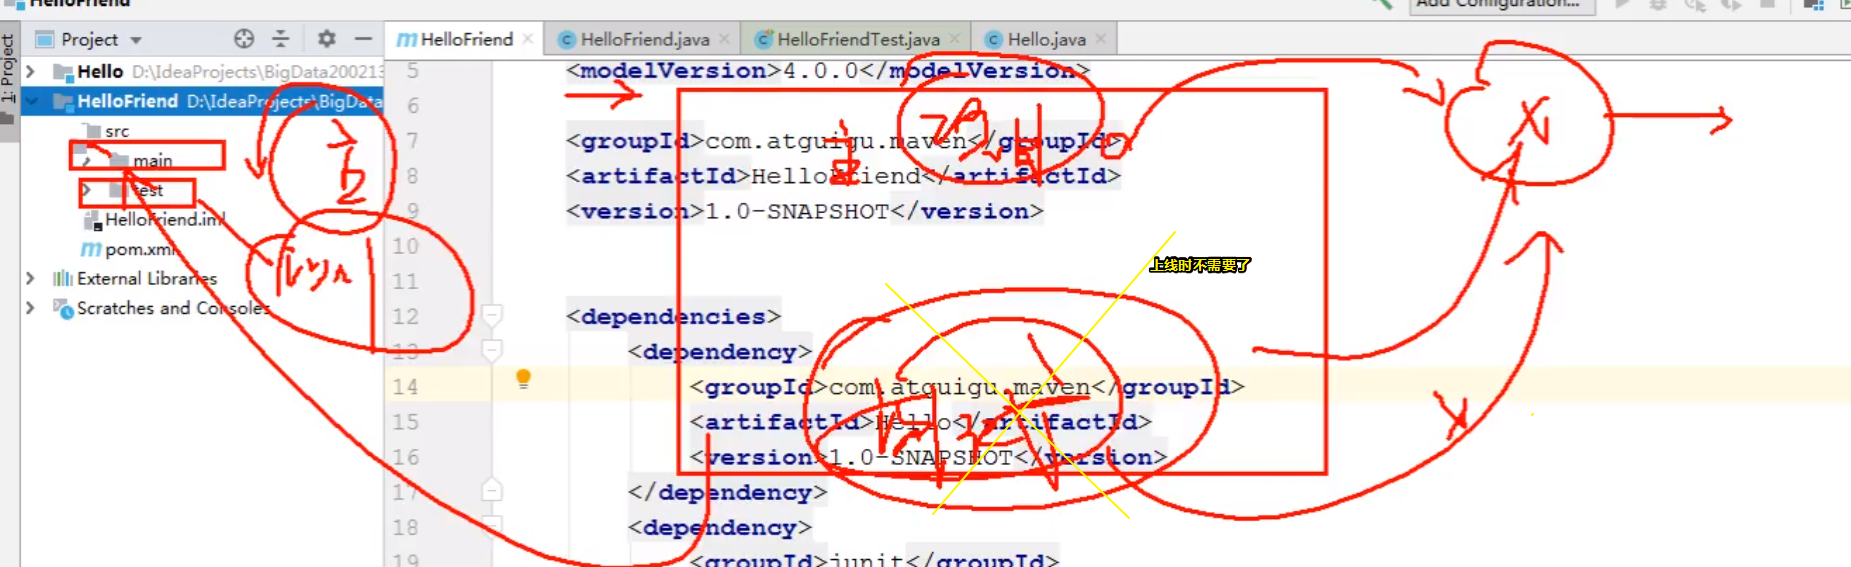 HelloFriend
Add Configuration...
1: Project
Project
HelloFriend
HelloFriend.java
HelloFriendTest.java
Hello.java
Hello D:\IdeaProjects\BigData200213
HelloFriend D:\IdeaProjects\BigData
src
main
test
HelloFriend.iml
pom.xml
External Libraries
Scratches and Consoles
5 <modelVersion>4.0.0</modelVersion>
6
7 <groupId>com.atguigu.maven</groupId>
8 <artifactId>HelloFriend</artifactId>
9 <version>1.0-SNAPSHOT</version>
10
上线时不需要了
11
12 <dependencies>
13 <dependency>
14 <groupId>com.atguigu.maven</groupId>
15 <artifactId>Hello</artifactId>
16 <version>1.0-SNAPSHOT</version>
17 </dependency>
18 <dependency>
19 <groupId>junit</groupId>